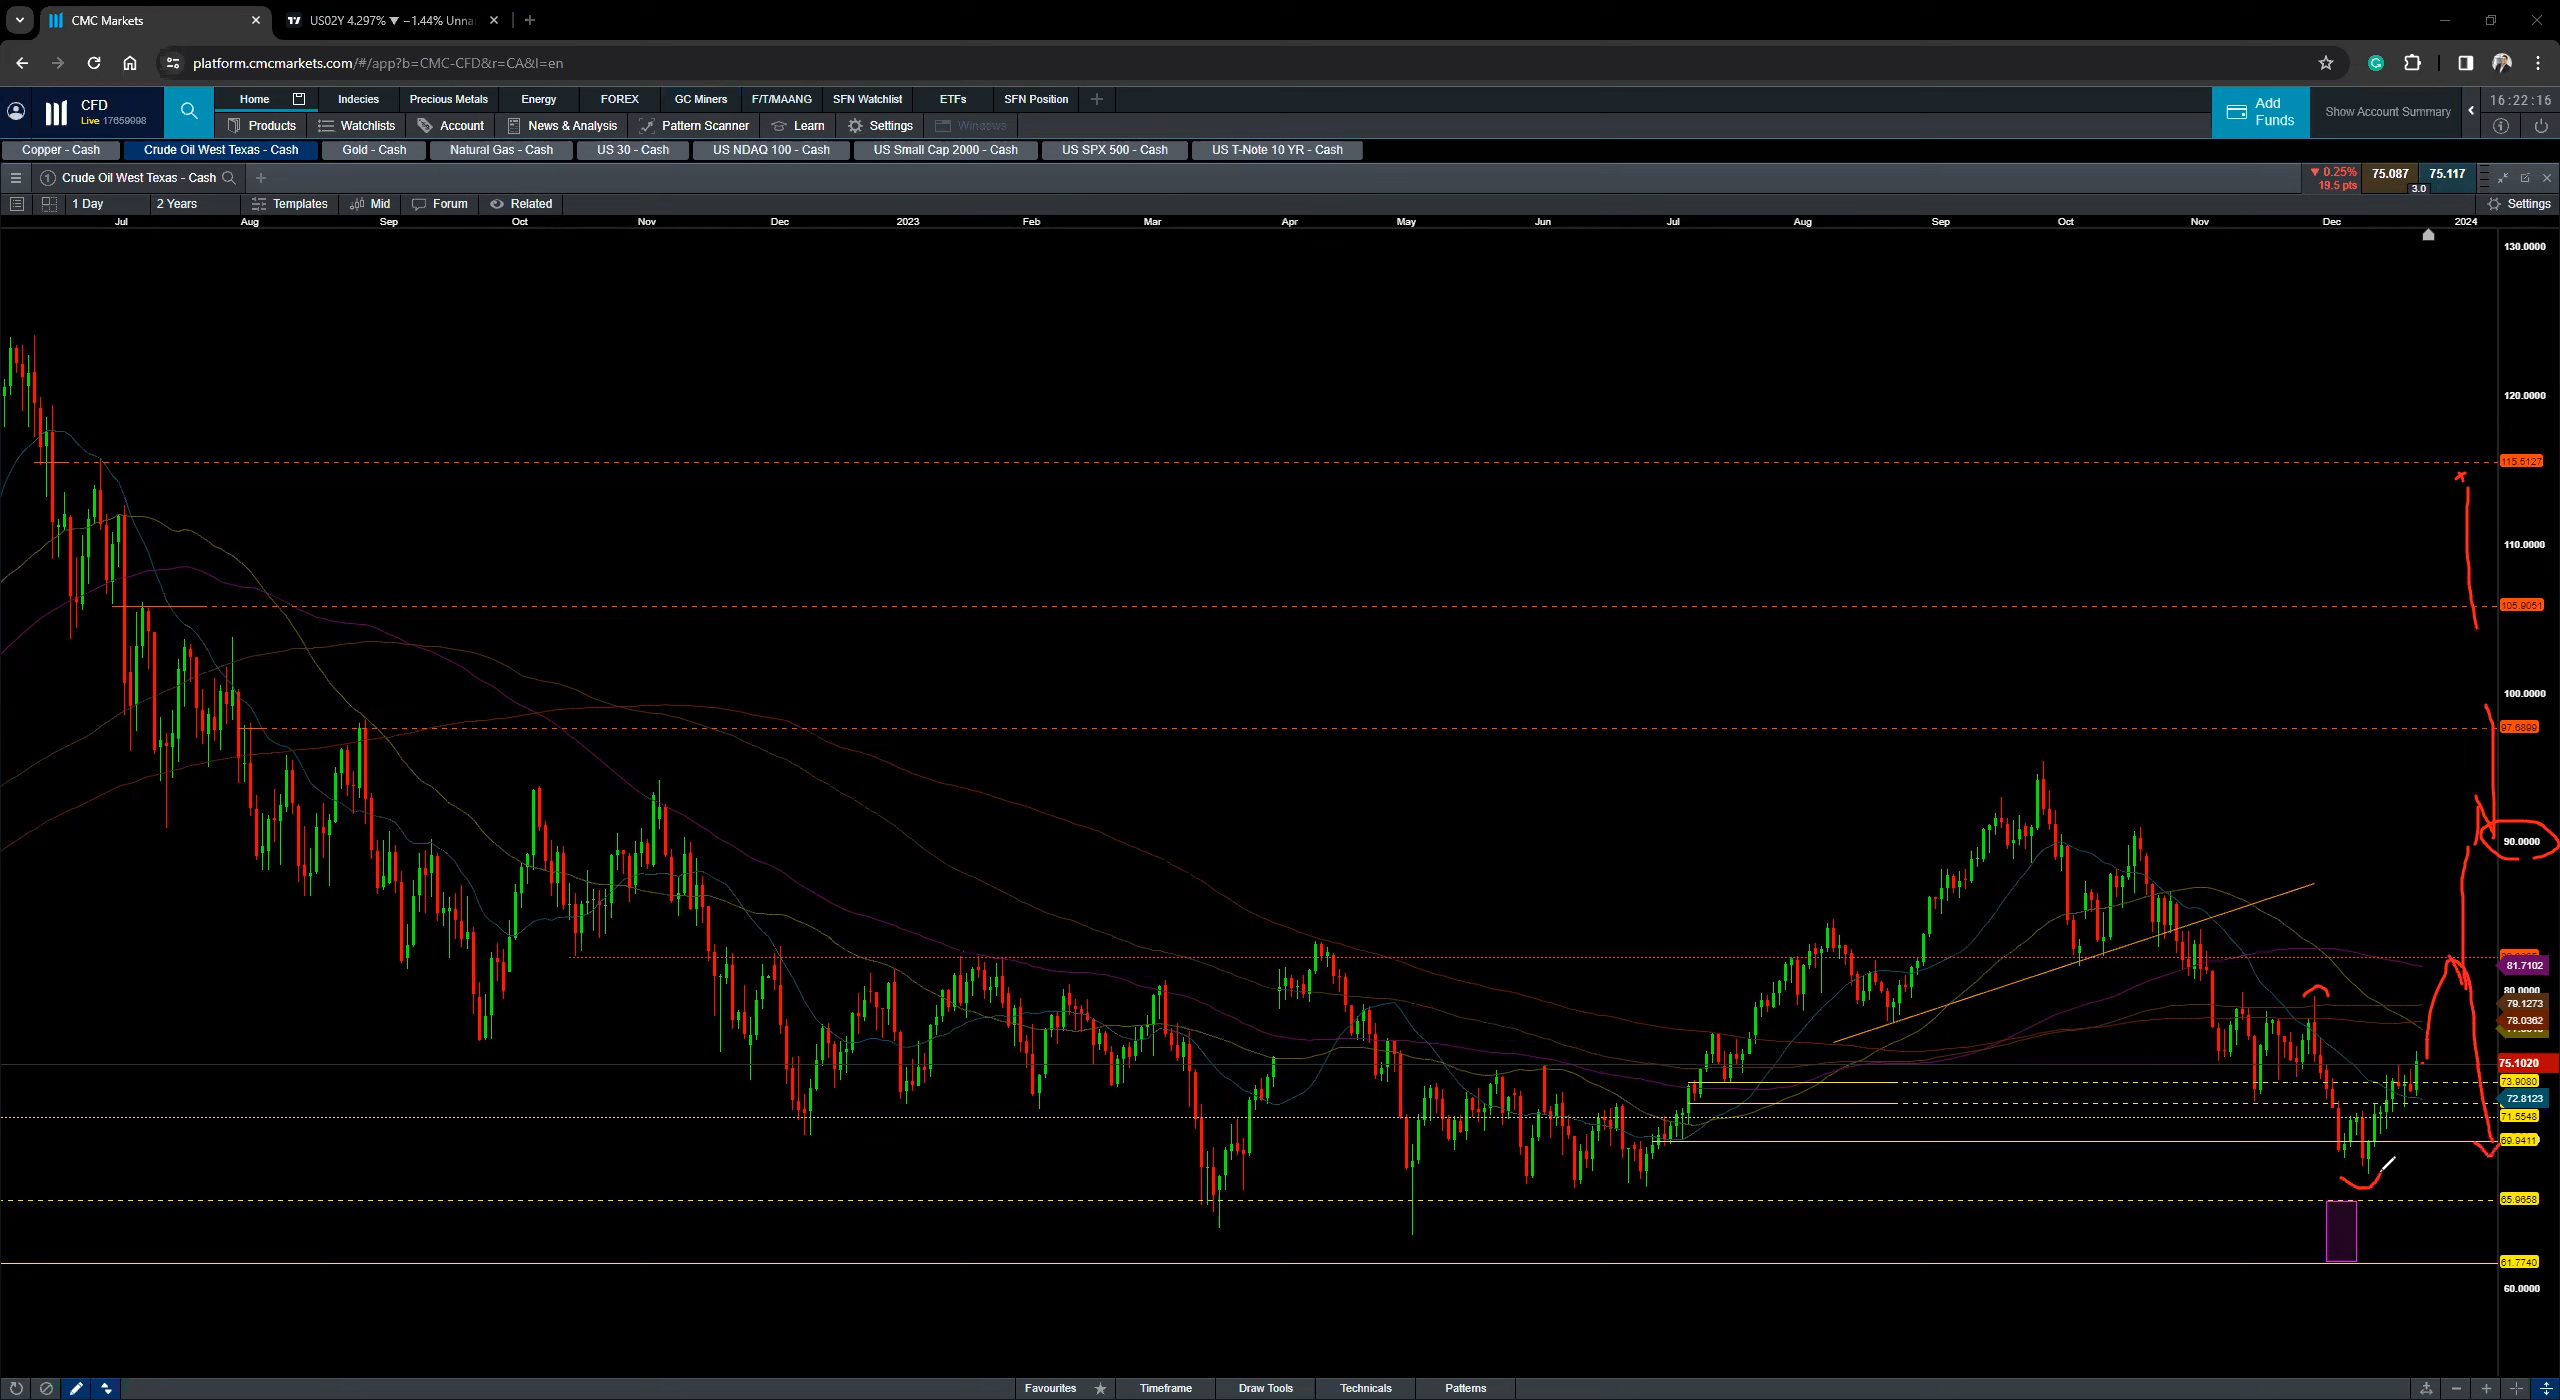 CMC Markets
US02Y 4.297% ▼ −1.44% Unna
platform.cmcmarkets.com/#/app?b=CMC-CFD&r=CA&l=en
CFD
Live 17659998
Home Indecies Precious Metals Energy FOREX GC Miners F/T/MAANG SFN Watchlist ETFs SFN Position
Products Watchlists Account News & Analysis Pattern Scanner Learn Settings Windows
Add Funds
Show Account Summary
16:22:16
Copper - Cash Crude Oil West Texas - Cash Gold - Cash Natural Gas - Cash US 30 - Cash US NDAQ 100 - Cash US Small Cap 2000 - Cash US SPX 500 - Cash US T-Note 10 YR - Cash
1 Crude Oil West Texas - Cash
▼ 0.25% 75.087 75.117
19.5 pts 3.0
1 Day 2 Years Templates Mid Forum Related Settings
Jul Aug Sep Oct Nov Dec 2023 Feb Mar Apr May Jun Jul Aug Sep Oct Nov Dec 2024
130.0000
120.0000
115.5127
110.0000
105.9051
100.0000
97.6899
90.0000
81.7102
80.0000
79.1273
78.0362
75.1020
73.9080
72.8123
71.5548
69.9411
65.9658
61.7740
60.0000
Favourites Timeframe Draw Tools Technicals Patterns